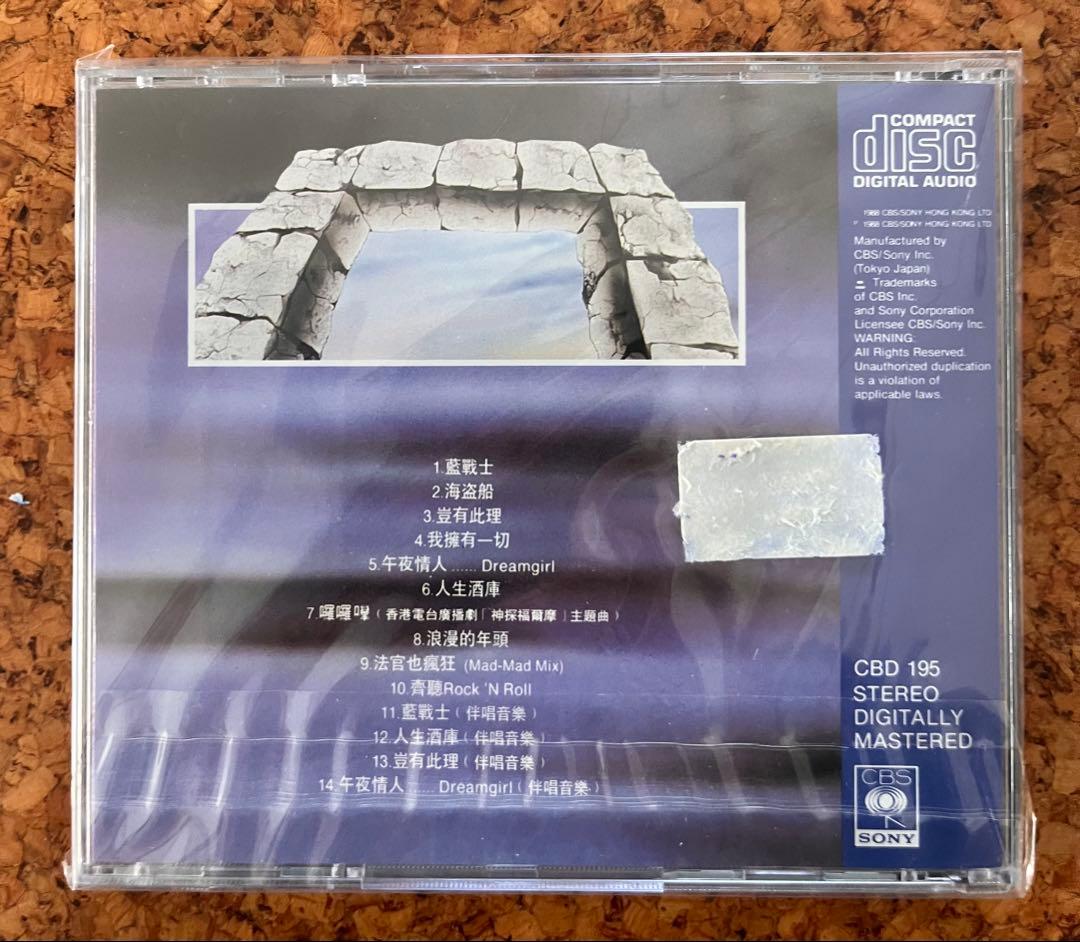 COMPACT
disc
DIGITAL AUDIO
1988 CBS/SONY HONG KONG LTD
℗ 1988 CBS/SONY HONG KONG LTD
Manufactured by
CBS/Sony Inc.
(Tokyo Japan)
Trademarks
of CBS Inc.
and Sony Corporation
Licensee CBS/Sony Inc.
WARNING:
All Rights Reserved.
Unauthorized duplication
is a violation of
applicable laws.
1.藍戰士
2.海盗船
3.豈有此理
4.我擁有一切
5.午夜情人...... Dreamgirl
6.人生酒庫
7.囉囉囉（香港電台廣播劇「神探福爾摩」主題曲）
8.浪漫的年頭
9.法官也瘋狂 (Mad-Mad Mix)
10.齊聽Rock 'N Roll
11.藍戰士（伴唱音樂）
12.人生酒庫（伴唱音樂）
13.豈有此理（伴唱音樂）
14.午夜情人...... Dreamgirl（伴唱音樂）
CBD 195
STEREO
DIGITALLY
MASTERED
CBS
SONY